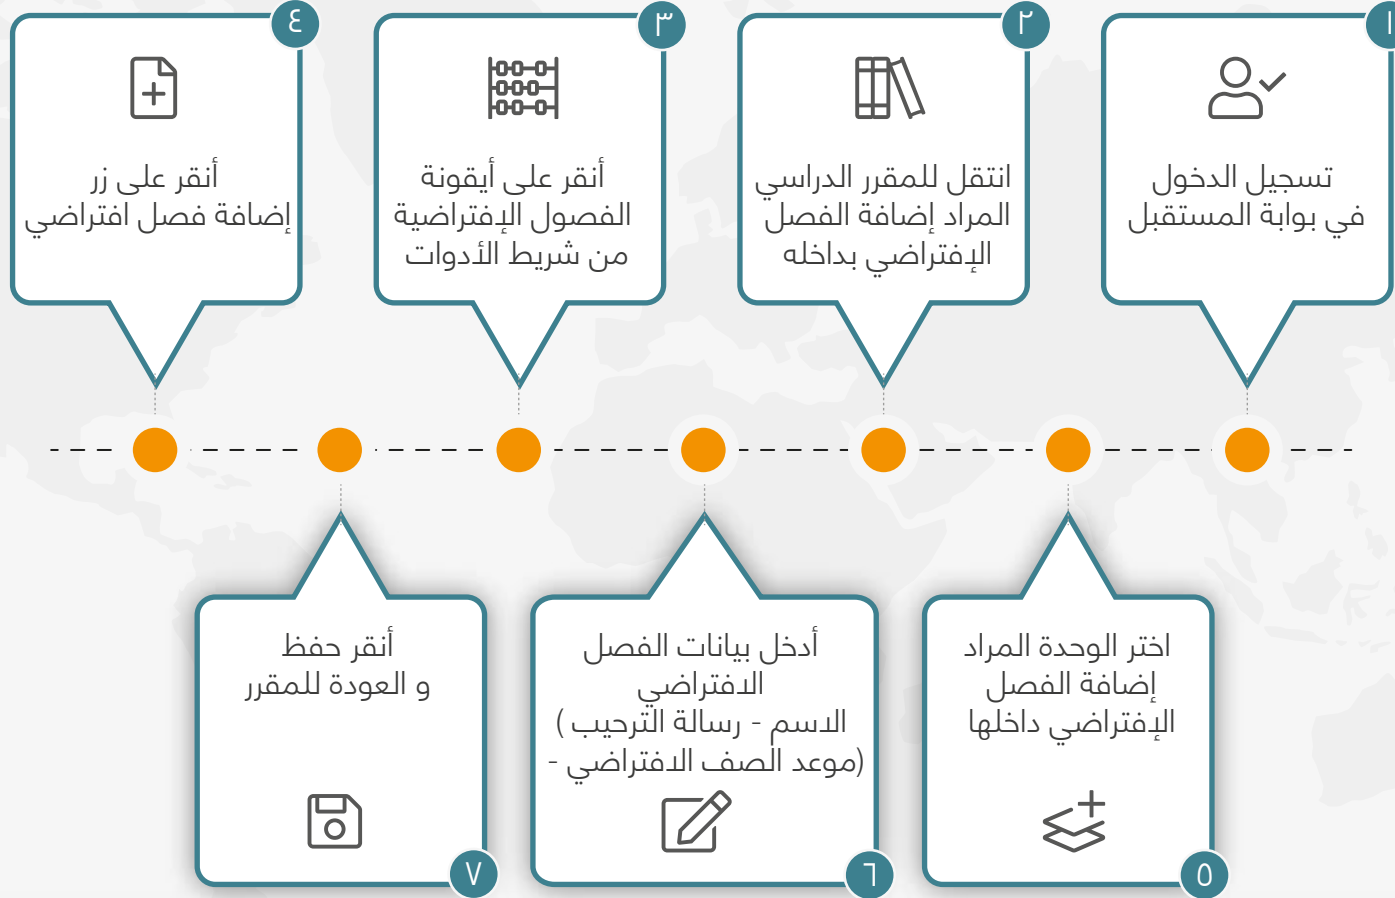 ١
تسجيل الدخول
في بوابة المستقبل
٢
انتقل للمقرر الدراسي
المراد إضافة الفصل
الإفتراضي بداخله
٣
أنقر على أيقونة
الفصول الإفتراضية
من شريط الأدوات
٤
أنقر على زر
إضافة فصل افتراضي
اختر الوحدة المراد
إضافة الفصل
الإفتراضي داخلها
٥
أدخل بيانات الفصل
الافتراضي
الاسم - رسالة الترحيب )
(موعد الصف الافتراضي -
٦
أنقر حفظ
و العودة للمقرر
٧